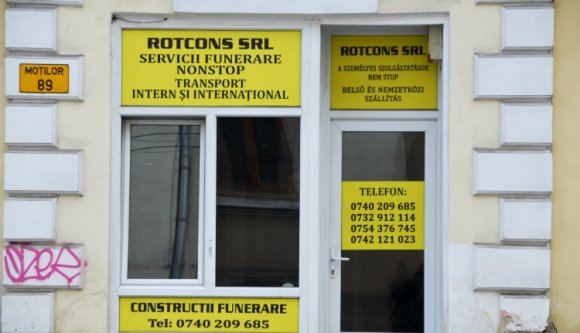 MOTILOR
89
ROTCONS SRL
SERVICII FUNERARE
NONSTOP
TRANSPORT
INTERN ȘI INTERNAȚIONAL
ROTCONS SRL
A SZEMÉLYES SZOLGÁLTATÁSOK
NEM STOP
BELSŐ ÉS NEMZETKÖZI
SZÁLLÍTÁS
TELEFON:
0740 209 685
0732 912 114
0754 376 745
0742 121 023
CONSTRUCTII FUNERARE
Tel: 0740 209 685